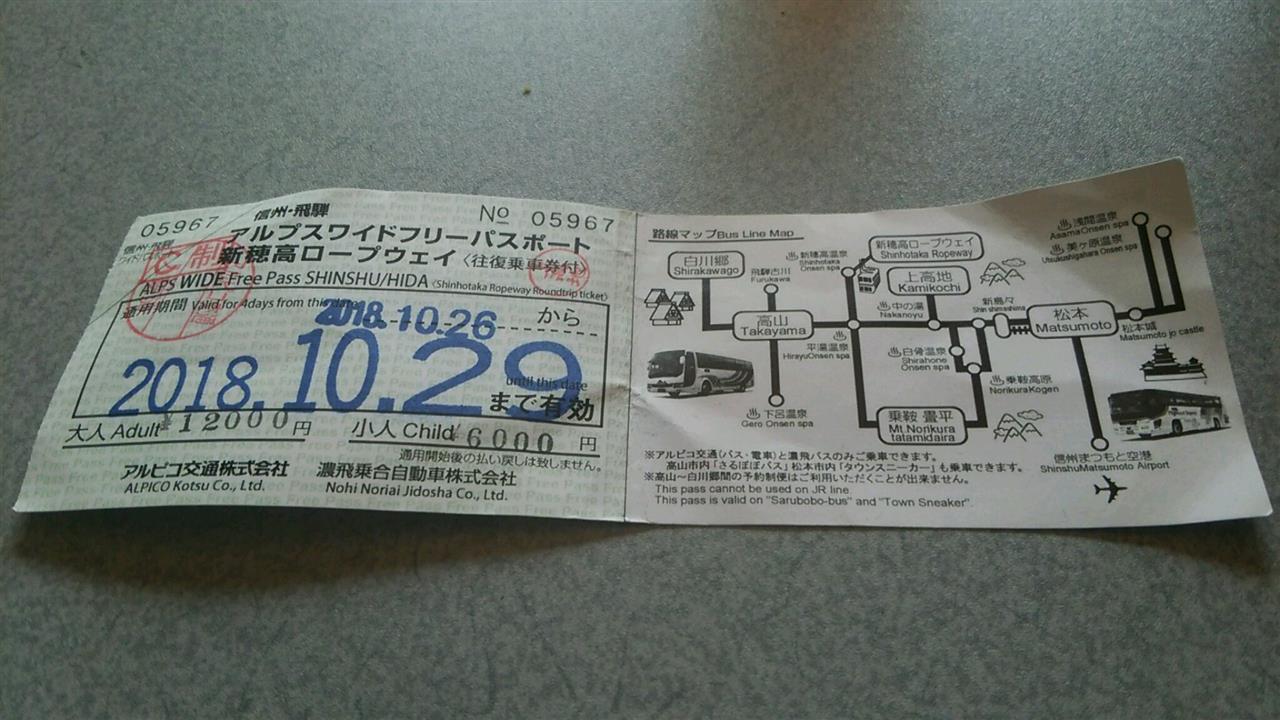 05967
信州・飛騨
No 05967
アルプスワイドフリーパスポート
新穂高ロープウェイ〈往復乗車券付〉
ALPS WIDE Free Pass SHINSHU/HIDA〈Shinhotaka Ropeway Roundtrip ticket〉
通用期間 Valid for 4days from this date
2018.10.26 から
2018.10.29
until this date
まで有効
大人 Adult ¥12000 円 小人 Child ¥6000 円
通用開始後の払い戻しは致しません。
アルピコ交通株式会社 濃飛乗合自動車株式会社
ALPICO Kotsu Co., Ltd. Nohi Noriai Jidosha Co., Ltd.
路線マップBus Line Map
白川郷
Shirakawago
飛騨古川
Furukawa
高山
Takayama
下呂温泉
Gero Onsen spa
新穂高温泉
Shinhotaka
Onsen spa
新穂高ロープウェイ
Shinhotaka Ropeway
平湯温泉
HirayuOnsen spa
上高地
Kamikochi
中の湯
Nakanoyu
白骨温泉
Shirahone
Onsen spa
乗鞍高原
NorikuraKogen
乗鞍 畳平
Mt.Norikura
tatamidaira
新島々
Shin shimashima
松本
Matsumoto
浅間温泉
AsamaOnsen spa
美ヶ原温泉
Utsukushigahara Onsen spa
松本城
Matsumoto jo castle
信州まつもと空港
ShinshuMatsumoto Airport
※アルピコ交通(バス・電車)と濃飛バスのみご乗車できます。
高山市内「さるぼぼバス」松本市内「タウンスニーカー」も乗車できます。
※高山~白川郷間の予約制便はご利用いただくことが出来ません。
This pass cannot be used on JR line.
This pass is valid on "Sarubobo-bus" and "Town Sneaker".